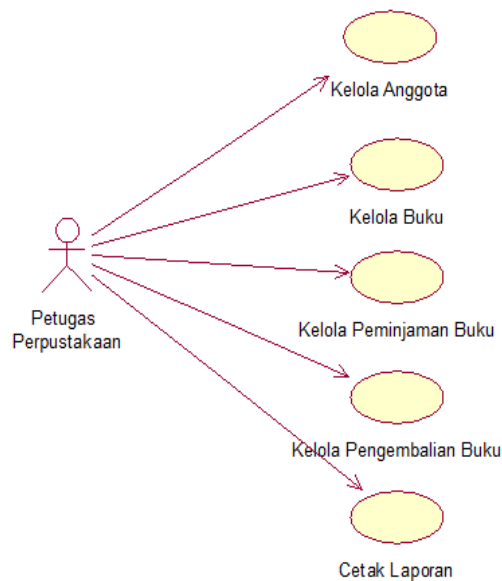 Kelola Anggota
Kelola Buku
Petugas
Perpustakaan
Kelola Peminjaman Buku
Kelola Pengembalian Buku
Cetak Laporan